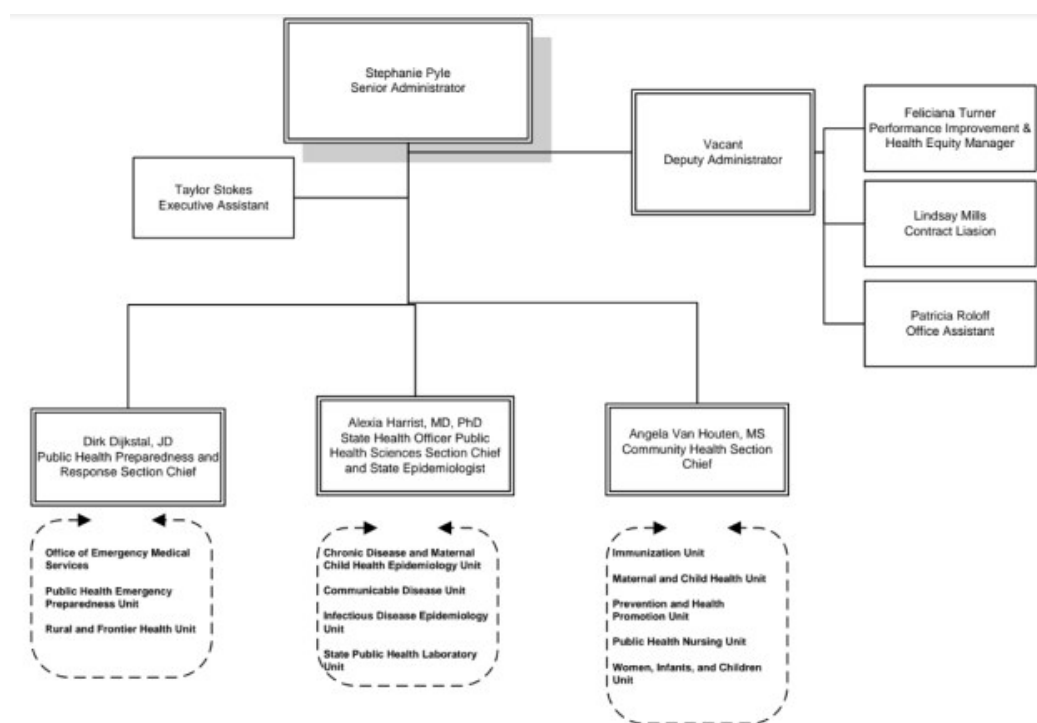 Stephanie Pyle
Senior Administrator
Vacant
Deputy Administrator
Feliciana Turner
Performance Improvement &
Health Equity Manager
Taylor Stokes
Executive Assistant
Lindsay Mills
Contract Liasion
Patricia Roloff
Office Assistant
Dirk Dijkstal, JD
Public Health Preparedness and
Response Section Chief
Alexia Harrist, MD, PhD
State Health Officer Public
Health Sciences Section Chief
and State Epidemiologist
Angela Van Houten, MS
Community Health Section
Chief
Office of Emergency Medical
Services
Public Health Emergency
Preparedness Unit
Rural and Frontier Health Unit
Chronic Disease and Maternal
Child Health Epidemiology Unit
Communicable Disease Unit
Infectious Disease Epidemiology
Unit
State Public Health Laboratory
Unit
Immunization Unit
Maternal and Child Health Unit
Prevention and Health
Promotion Unit
Public Health Nursing Unit
Women, Infants, and Children
Unit